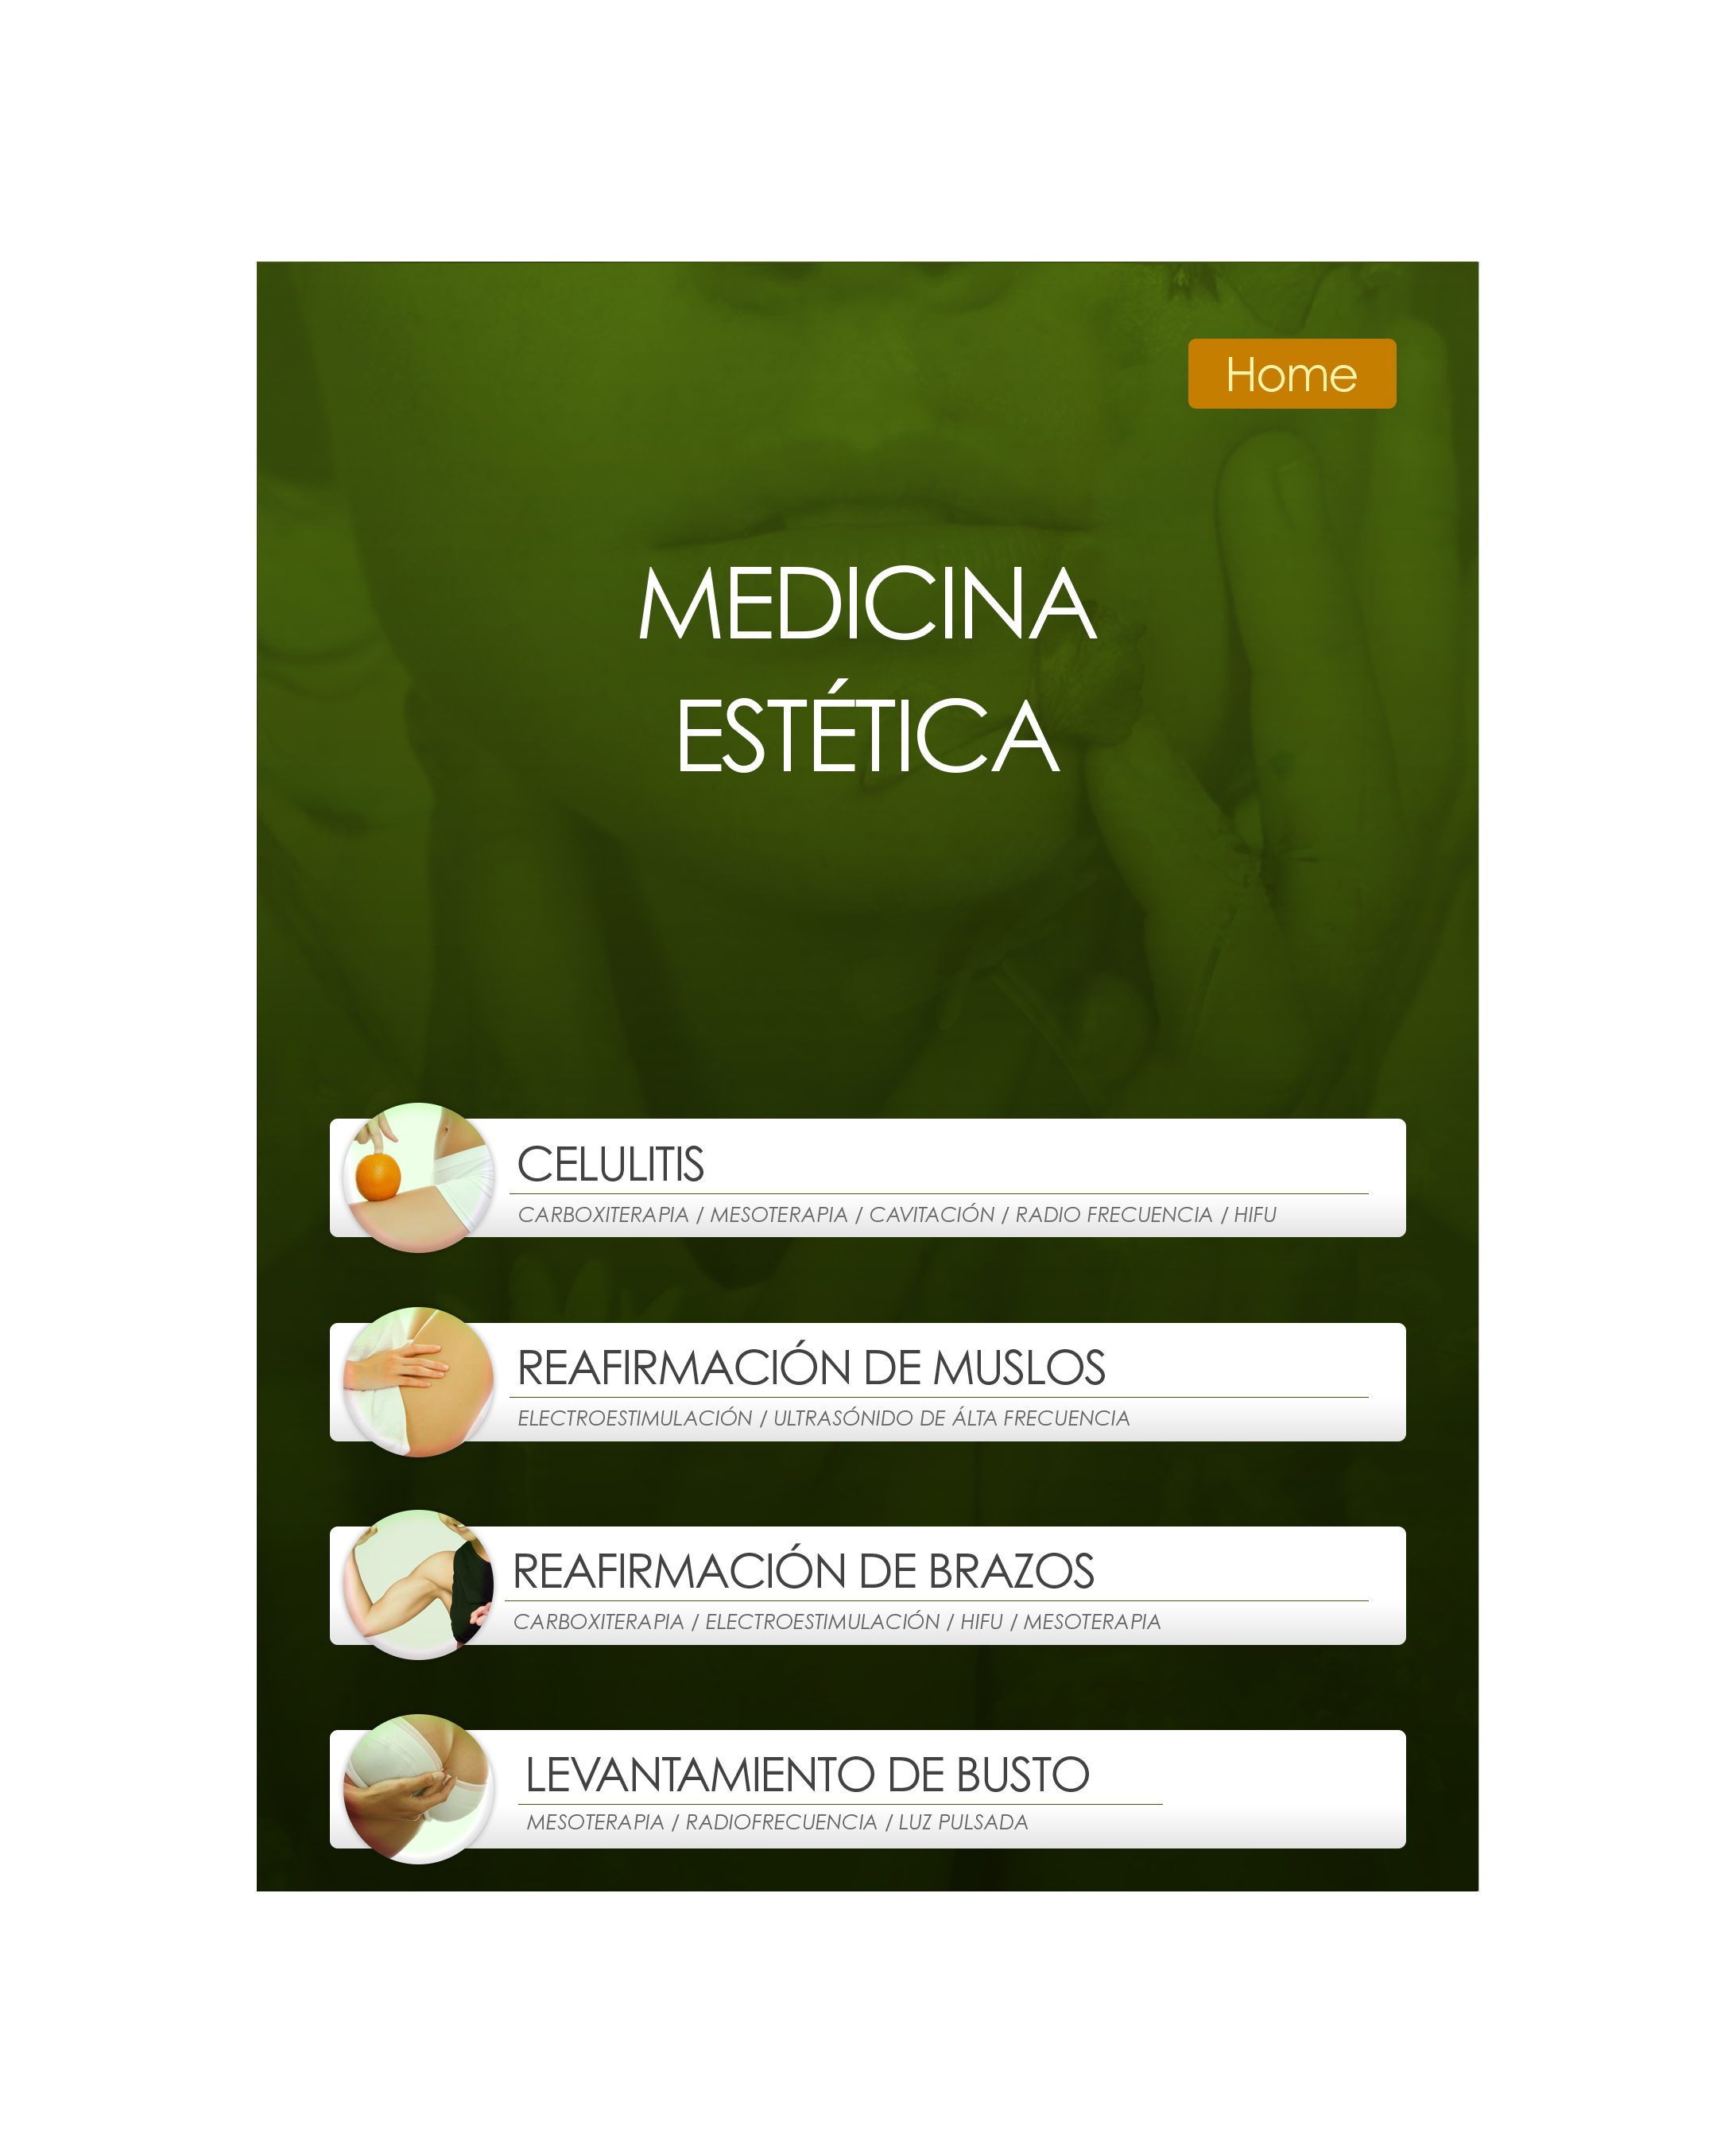 Home
MEDICINA
ESTÉTICA
CELULITIS
CARBOXITERAPIA / MESOTERAPIA / CAVITACIÓN / RADIO FRECUENCIA / HIFU
REAFIRMACIÓN DE MUSLOS
ELECTROESTIMULACIÓN / ULTRASÓNIDO DE ÁLTA FRECUENCIA
REAFIRMACIÓN DE BRAZOS
CARBOXITERAPIA / ELECTROESTIMULACIÓN / HIFU / MESOTERAPIA
LEVANTAMIENTO DE BUSTO
MESOTERAPIA / RADIOFRECUENCIA / LUZ PULSADA